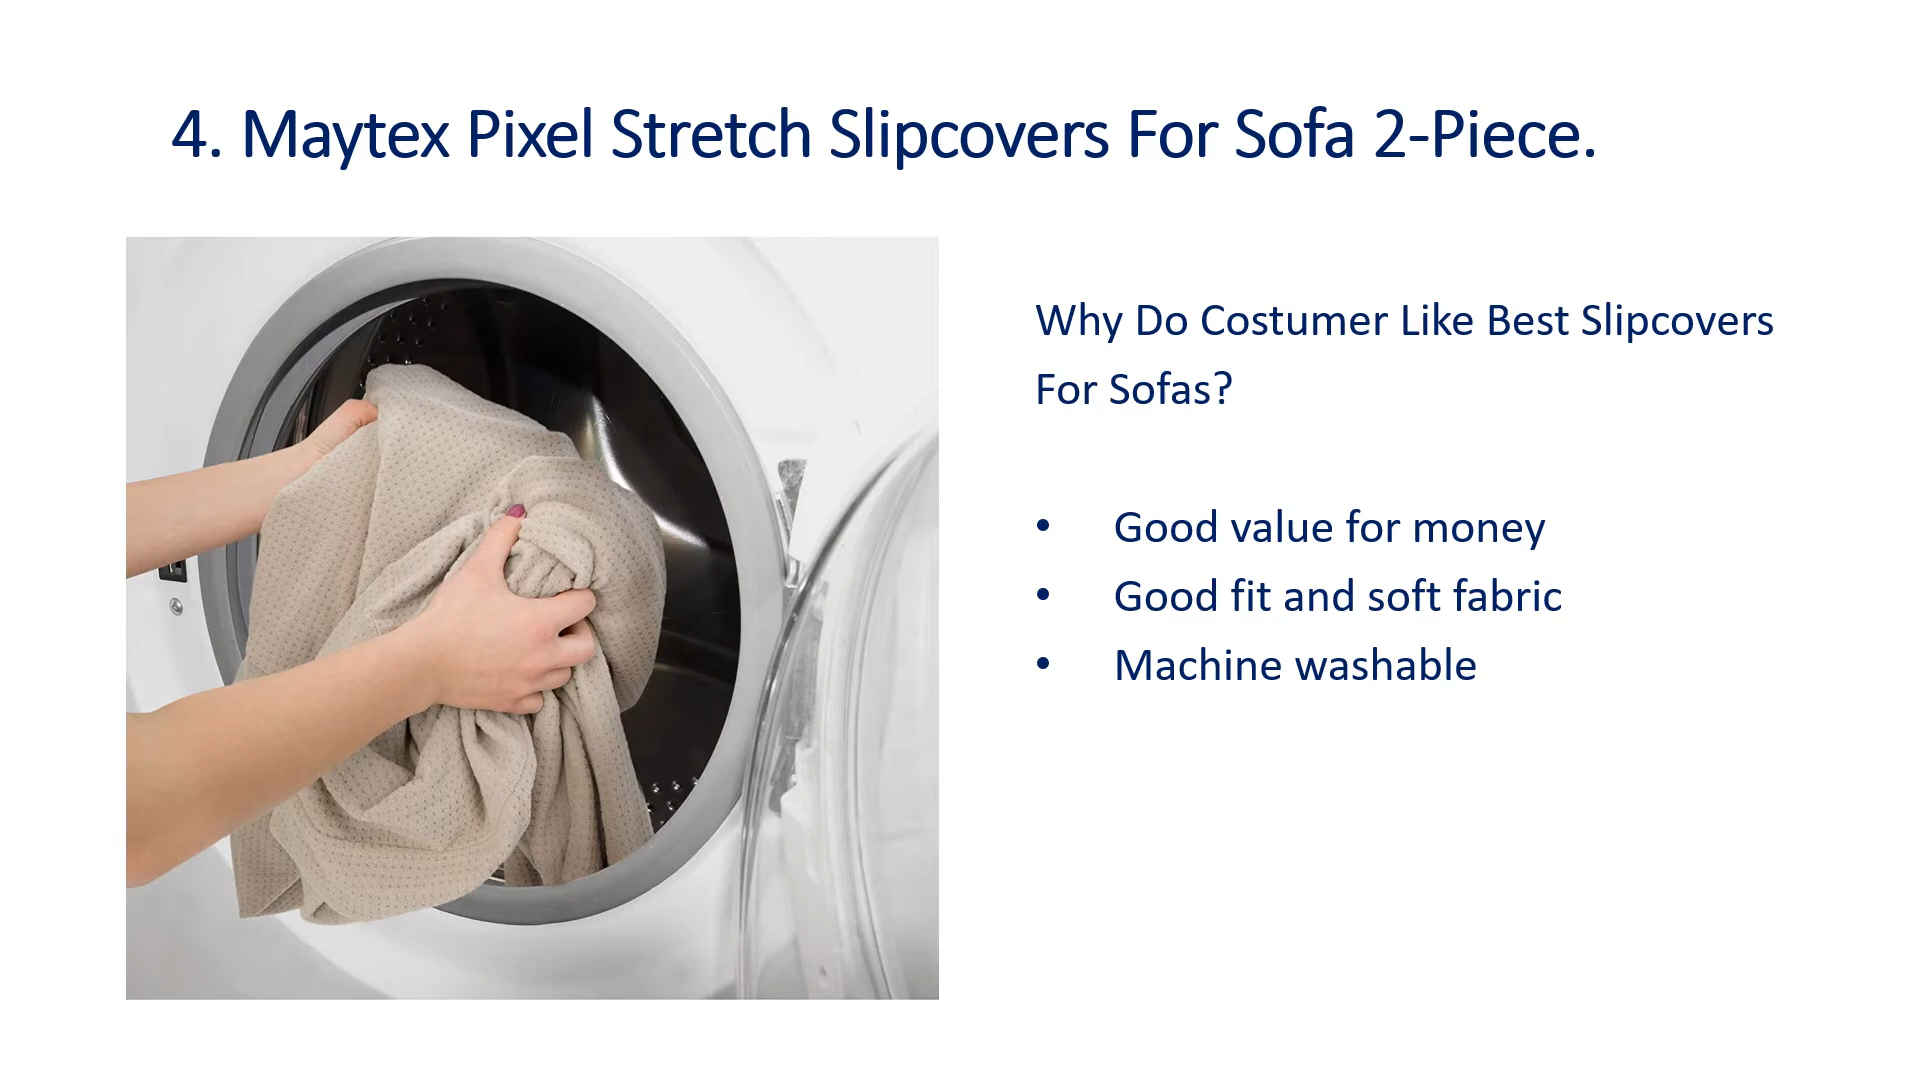 4. Maytex Pixel Stretch Slipcovers For Sofa 2-Piece.
Why Do Costumer Like Best Slipcovers
For Sofas?
• Good value for money
• Good fit and soft fabric
• Machine washable